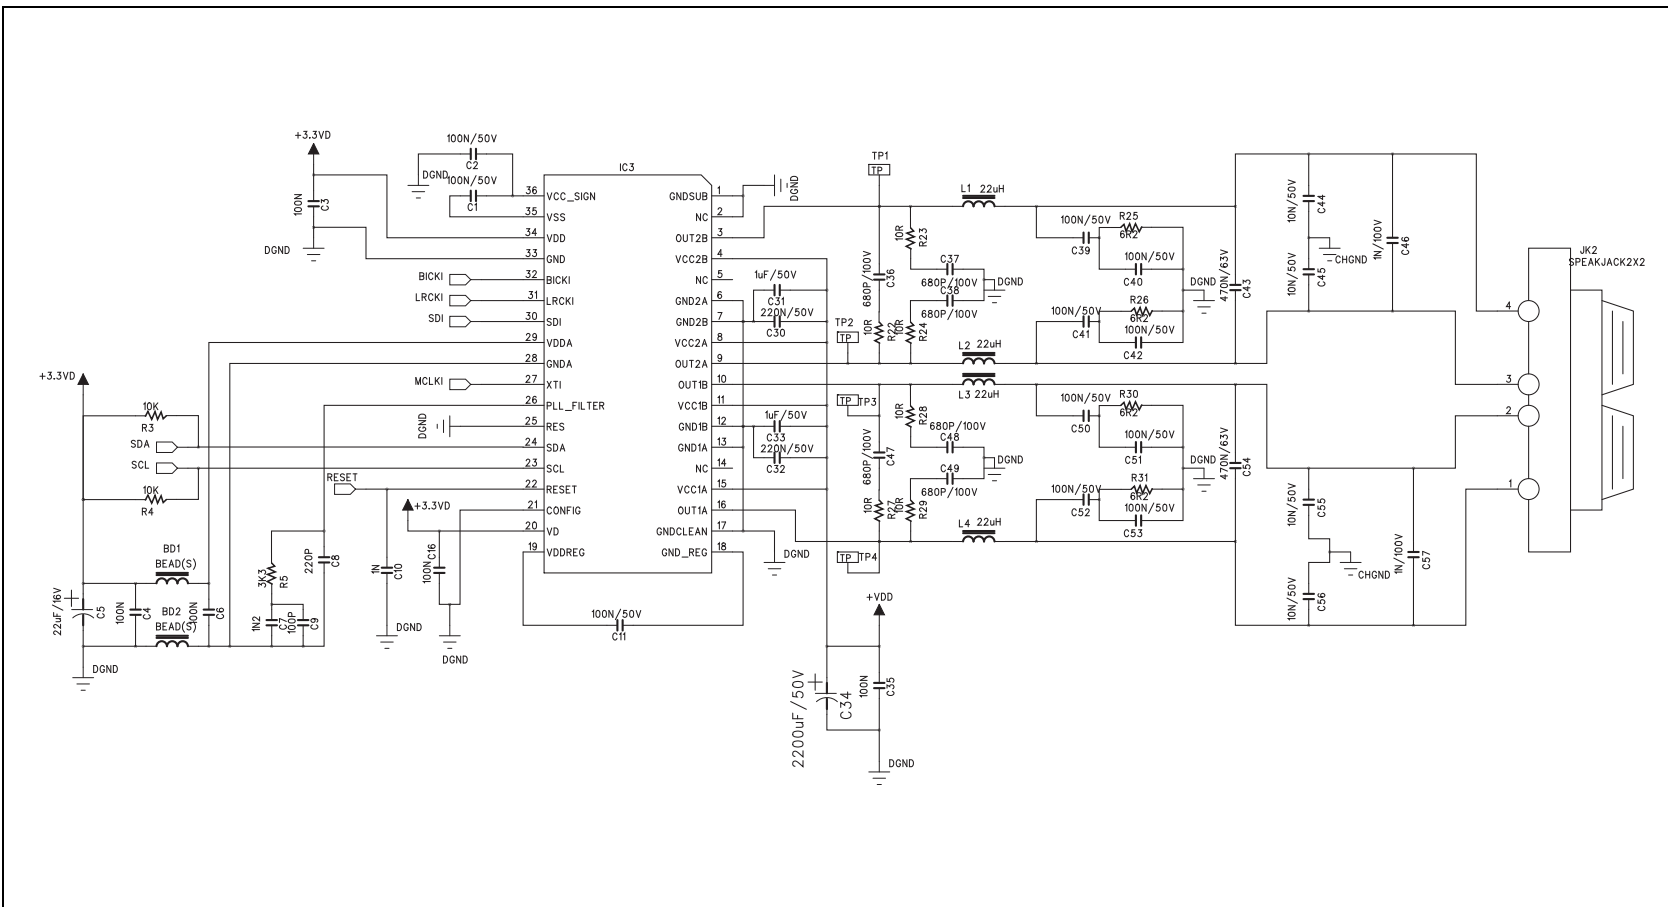 +3.3VD
100N
C3
DGND
100N/50V
C2
DGND
100N/50V
C1
IC3
36 VCC_SIGN
35 VSS
34 VDD
33 GND
32 BICKI
31 LRCKI
30 SDI
29 VDDA
28 GNDA
27 XTI
26 PLL_FILTER
25 RES
24 SDA
23 SCL
22 RESET
21 CONFIG
20 VD
19 VDDREG
GNDSUB 1
NC 2
OUT2B 3
VCC2B 4
NC 5
GND2A 6
GND2B 7
VCC2A 8
OUT2A 9
OUT1B 10
VCC1B 11
GND1B 12
GND1A 13
NC 14
VCC1A 15
OUT1A 16
GNDCLEAN 17
GND_REG 18
BICKI
LRCKI
SDI
MCLKI
DGND
+3.3VD
10K
R3
SDA
SCL
10K
R4
RESET
+3.3VD
BD1
BEAD(S)
BD2
BEAD(S)
22uF/16V
C5
100N
C4
100N
C6
3K3
R5
220P
C8
1N2
C7
100P
C9
1N
C10
100N
C16
DGND
DGND
DGND
100N/50V
C11
DGND
1uF/50V
C31
220N/50V
C30
1uF/50V
C33
220N/50V
C32
DGND
+VDD
2200uF/50V
C34
100N
C35
DGND
TP1
TP
TP2
TP
TP TP3
TP TP4
L1 22uH
10R
R23
680P/100V
C36
C37
680P/100V
C38
680P/100V
DGND
10R
R22
10R
R24
L2 22uH
L3 22uH
10R
R28
680P/100V
C47
680P/100V
C48
C49
680P/100V
DGND
10R
R27
10R
R29
L4 22uH
100N/50V
C39
R25
6R2
100N/50V
C40
R26
6R2
100N/50V
C41
100N/50V
C42
DGND
470N/63V
C43
100N/50V
C50
R30
6R2
100N/50V
C51
R31
6R2
100N/50V
C52
100N/50V
C53
DGND
470N/63V
C54
10N/50V
C44
10N/50V
C45
CHGND
1N/100V
C46
10N/50V
C55
10N/50V
C56
CHGND
1N/100V
C57
JK2
SPEAKJACK2X2
4
3
2
1